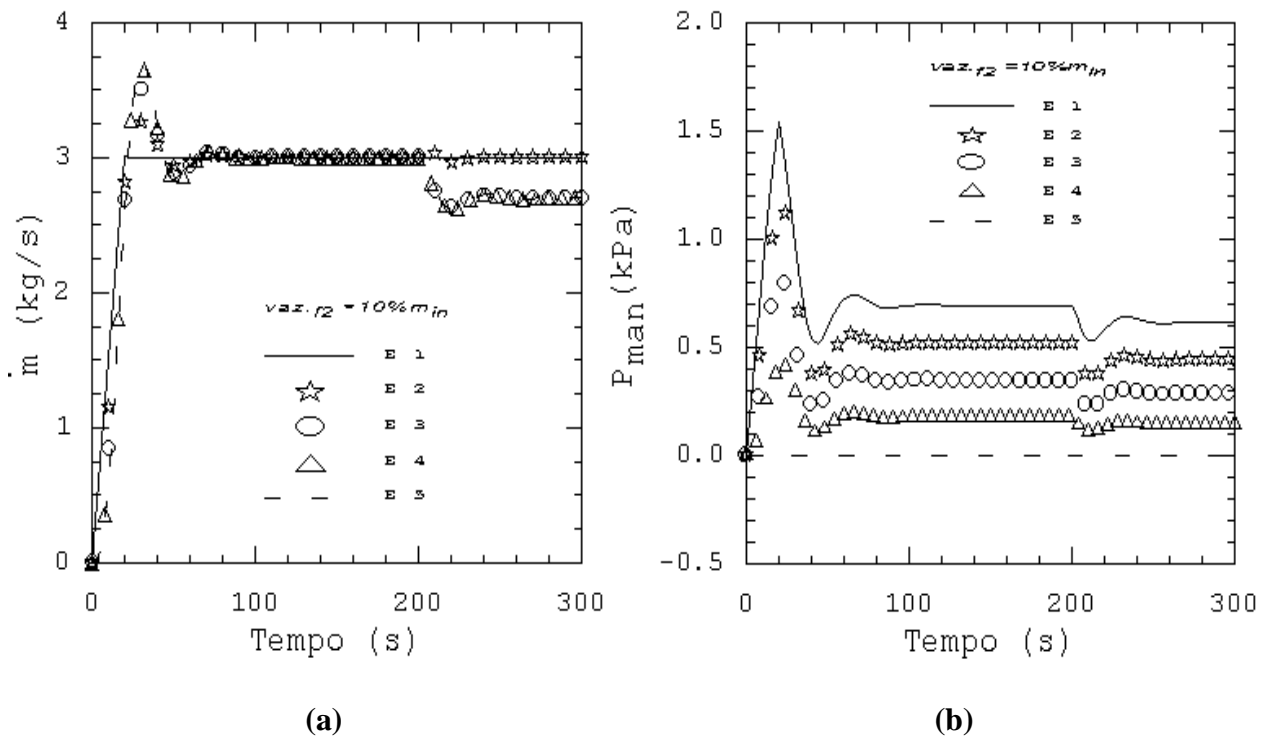 4
3
2
1
0
ṁ (kg/s)
vaz.f2 =10%min
E 1
E 2
E 3
E 4
E 5
0
100
200
300
Tempo (s)
(a)
2.0
1.5
1.0
0.5
0.0
-0.5
Pman(kPa)
vaz.f2 =10%min
E 1
E 2
E 3
E 4
E 5
0
100
200
300
Tempo (s)
(b)